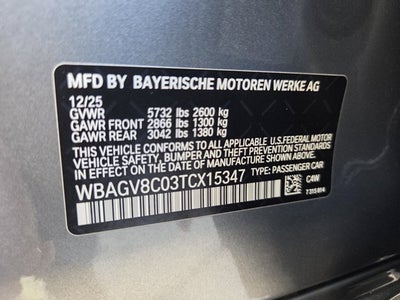 MFD BY BAYERISCHE MOTOREN WERKE AG
12/25
GVWR 5732 lbs 2600 kg
GAWR FRONT 2866 lbs 1300 kg
GAWR REAR 3042 lbs 1380 kg
THIS VEHICLE CONFORMS TO ALL APPLICABLE U.S.FEDERAL MOTOR
VEHICLE SAFETY, BUMPER, AND THEFT PREVENTION STANDARDS
IN EFFECT ON THE DATE OF MANUFACTURE SHOWN ABOVE.
WBAGV8C03TCX15347 TYPE: PASSENGER CAR
C4W